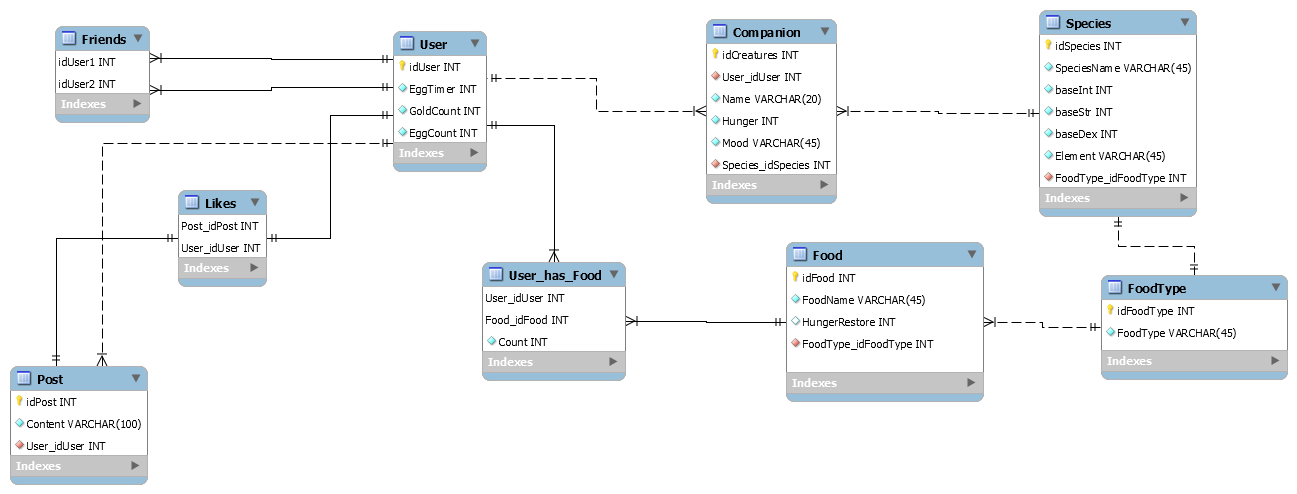 Friends
idUser1 INT
idUser2 INT
Indexes
User
idUser INT
EggTimer INT
GoldCount INT
EggCount INT
Indexes
Companion
idCreatures INT
User_idUser INT
Name VARCHAR(20)
Hunger INT
Mood VARCHAR(45)
Species_idSpecies INT
Indexes
Species
idSpecies INT
SpeciesName VARCHAR(45)
baseInt INT
baseStr INT
baseDex INT
Element VARCHAR(45)
FoodType_idFoodType INT
Indexes
Likes
Post_idPost INT
User_idUser INT
Indexes
User_has_Food
User_idUser INT
Food_idFood INT
Count INT
Indexes
Food
idFood INT
FoodName VARCHAR(45)
HungerRestore INT
FoodType_idFoodType INT
Indexes
FoodType
idFoodType INT
FoodType VARCHAR(45)
Indexes
Post
idPost INT
Content VARCHAR(100)
User_idUser INT
Indexes